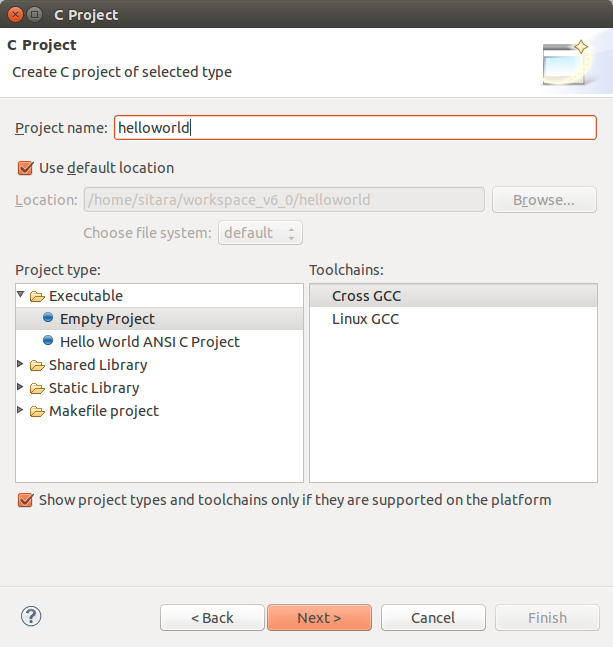 C Project
C Project
Create C project of selected type
Project name: helloworld
Use default location
Location: /home/sitara/workspace_v6_0/helloworld Browse...
Choose file system: default
Project type: Toolchains:
Executable Cross GCC
Empty Project Linux GCC
Hello World ANSI C Project
Shared Library
Static Library
Makefile project
Show project types and toolchains only if they are supported on the platform
? < Back Next > Cancel Finish